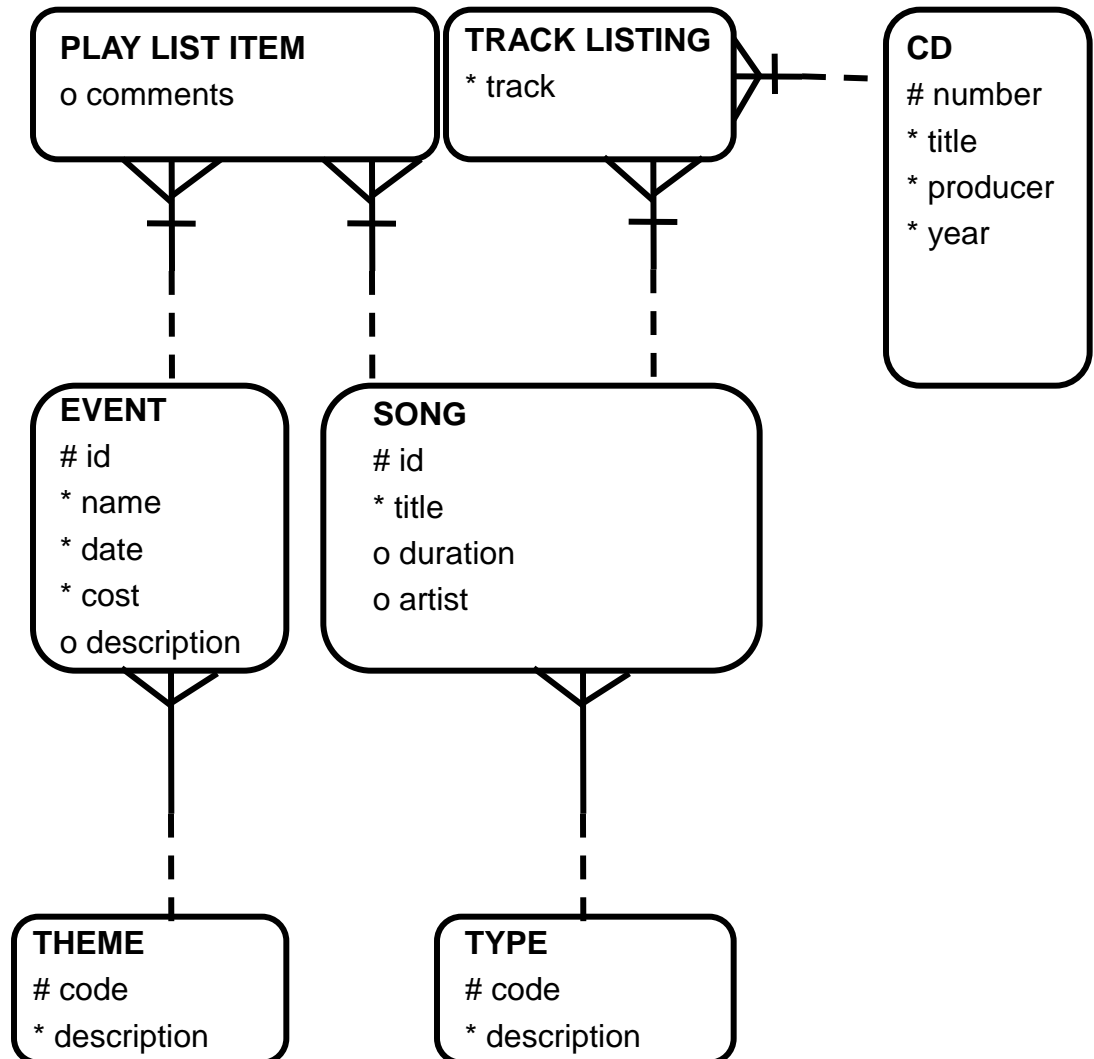 PLAY LIST ITEM
o comments
TRACK LISTING
* track
CD
# number
* title
* producer
* year
EVENT
# id
* name
* date
* cost
o description
SONG
# id
* title
o duration
o artist
THEME
# code
* description
TYPE
# code
* description